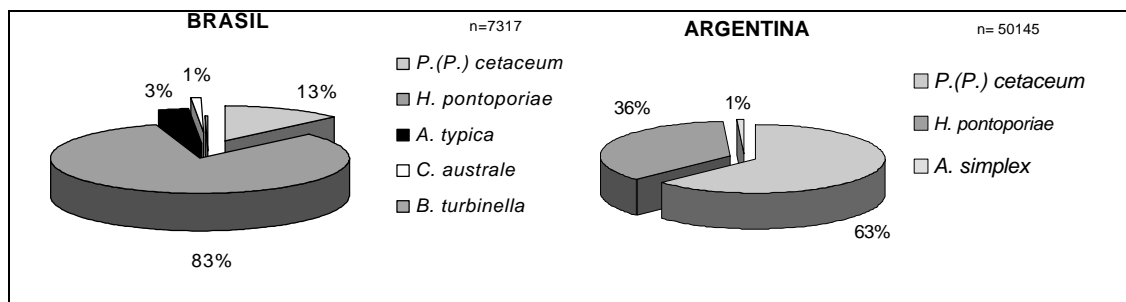 BRASIL
n=7317
P.(P.) cetaceum
H. pontoporiae
A. typica
C. australe
B. turbinella
1%
3%
13%
83%
ARGENTINA
n= 50145
P.(P.) cetaceum
H. pontoporiae
A. simplex
36%
1%
63%